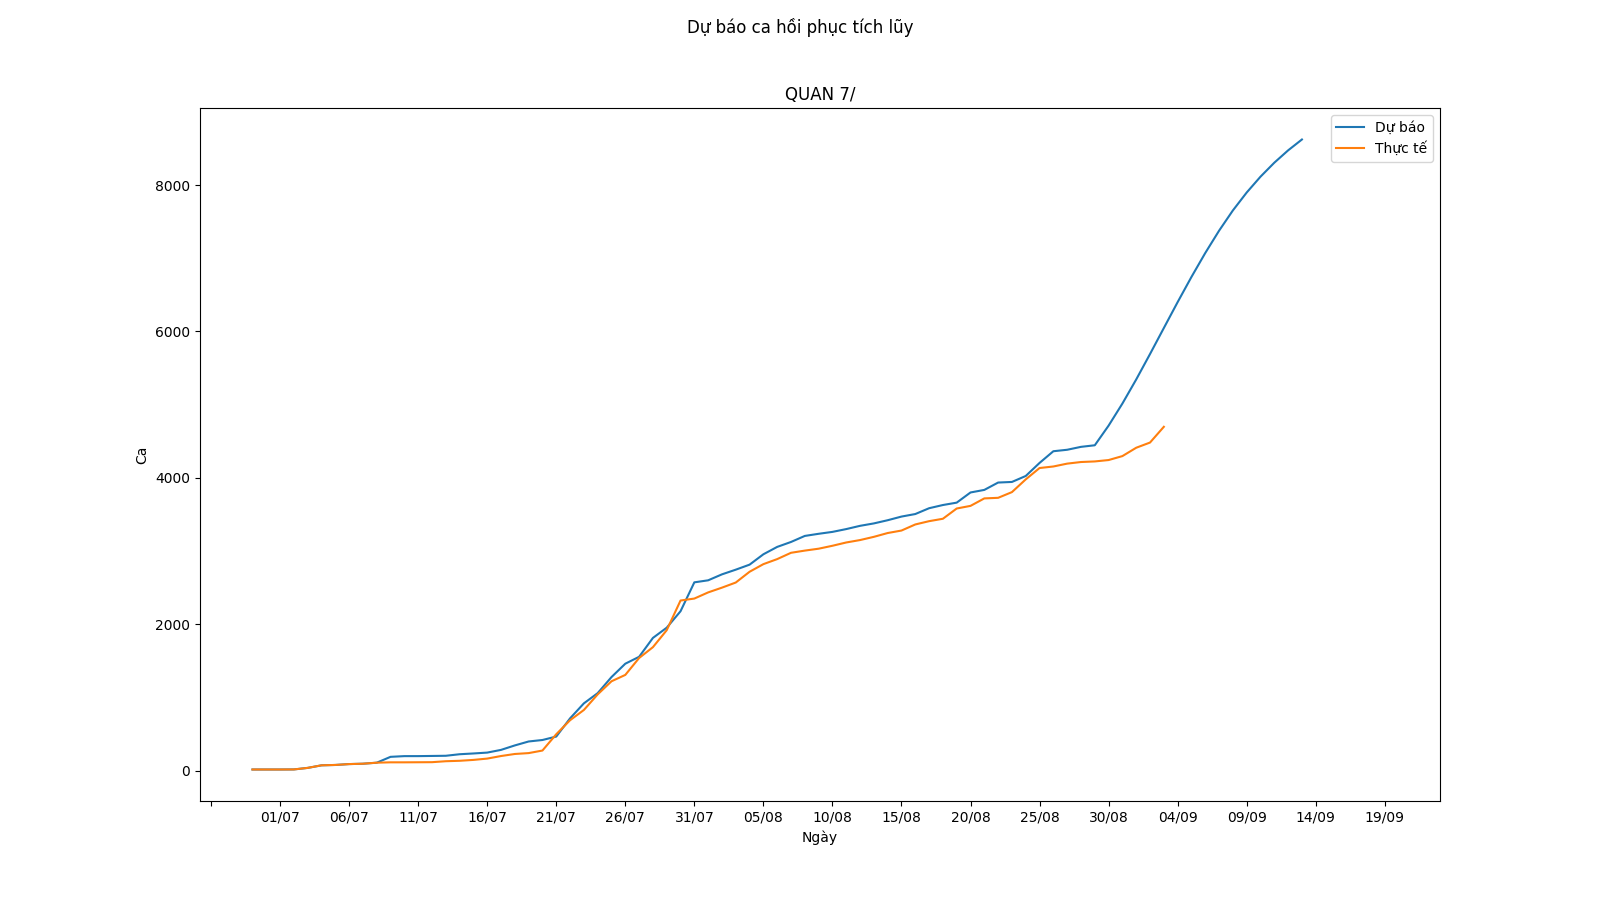 Dự báo ca hồi phục tích lũy
QUAN 7/
Dự báo
Thực tế
8000
6000
4000
2000
0
Ca
01/07 06/07 11/07 16/07 21/07 26/07 31/07 05/08 10/08 15/08 20/08 25/08 30/08 04/09 09/09 14/09 19/09
Ngày